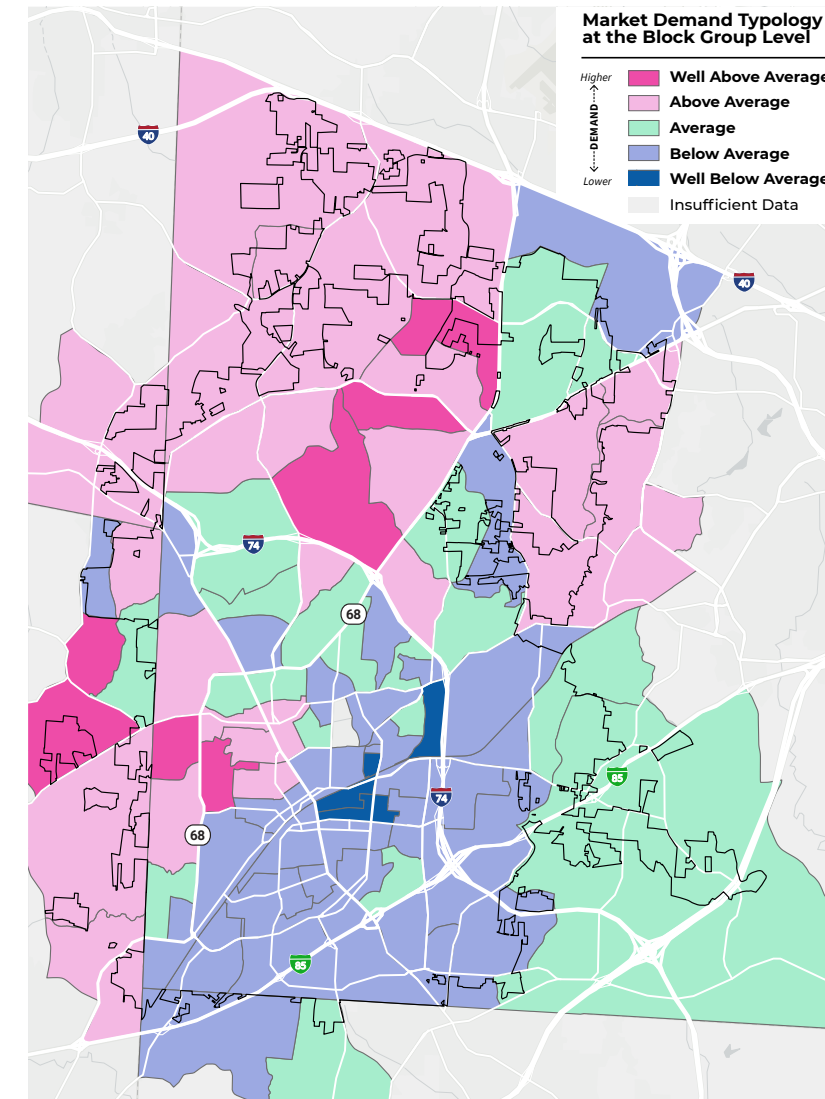 Market Demand Typology
at the Block Group Level
Higher
DEMAND
Lower
Well Above Average
Above Average
Average
Below Average
Well Below Average
Insufficient Data
40
40
74
68
85
74
68
85